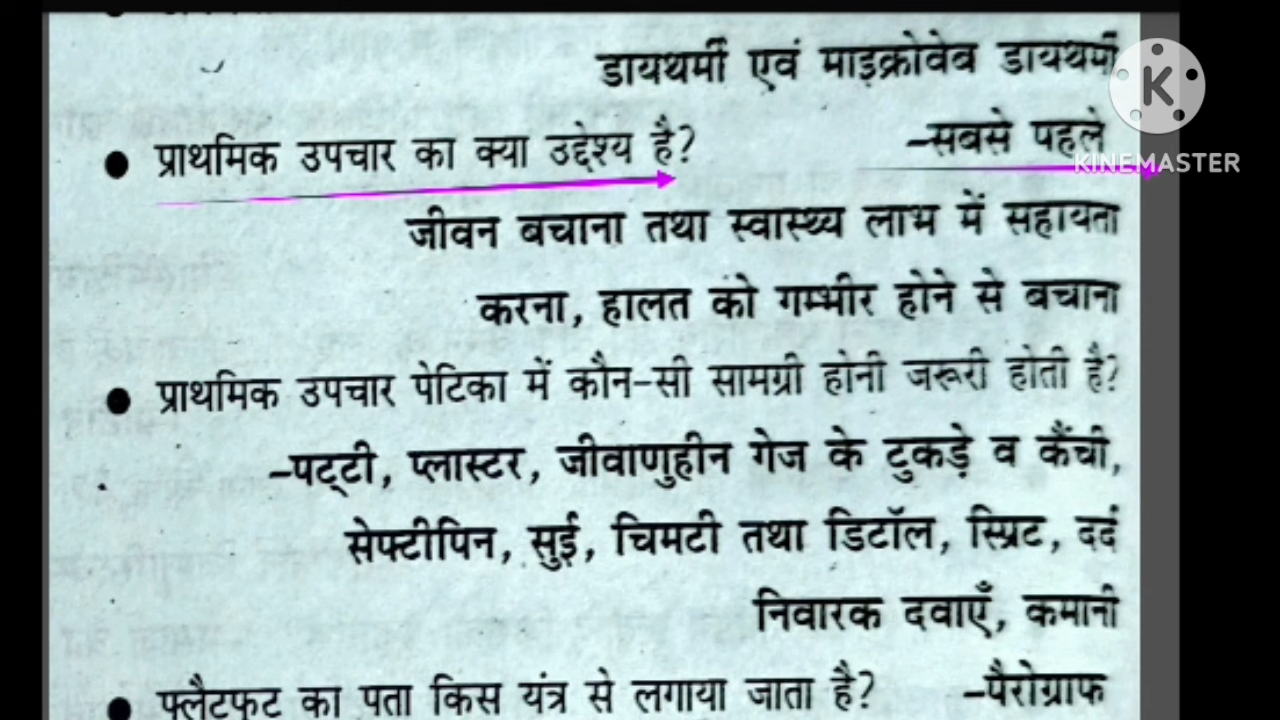 डायथर्मी एवं माइक्रोवेव डायथर्मी
K
KINEMASTER
● प्राथमिक उपचार का क्या उद्देश्य है? –सबसे पहले
जीवन बचाना तथा स्वास्थ्य लाभ में सहायता
करना, हालत को गम्भीर होने से बचाना
● प्राथमिक उपचार पेटिका में कौन-सी सामग्री होनी जरूरी होती है?
–पट्टी, प्लास्टर, जीवाणुहीन गेज के टुकड़े व कैंची,
सेफ्टीपिन, सुई, चिमटी तथा डिटॉल, स्प्रिट, दर्द
निवारक दवाएँ, कमानी
● फ्लैटफुट का पता किस यंत्र से लगाया जाता है? –पैरोग्राफ